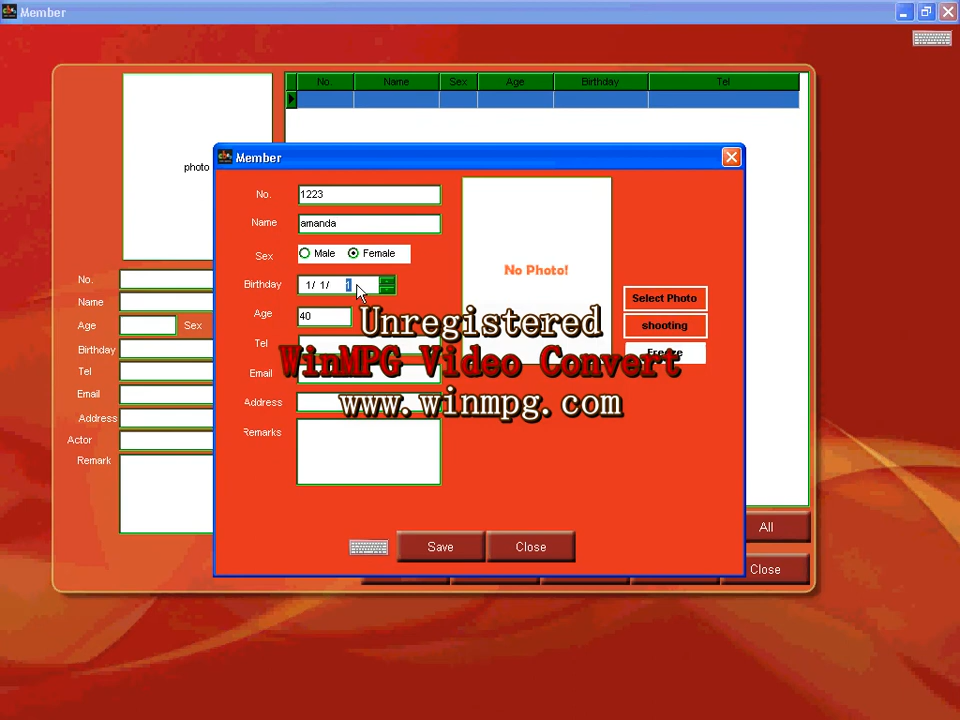 Member
No. Name Sex Age Birthday Tel
photo
Member
No. 1223
Name amanda
Sex Male Female
Birthday 1/ 1/ 1
Age 40
Tel
Email
Address
Remarks
No Photo!
Select Photo
shooting
Freeze
Save Close
No.
Name
Age Sex
Birthday
Tel
Email
Address
Actor
Remark
All
Close
Unregistered
WinMPG Video Convert
www.winmpg.com